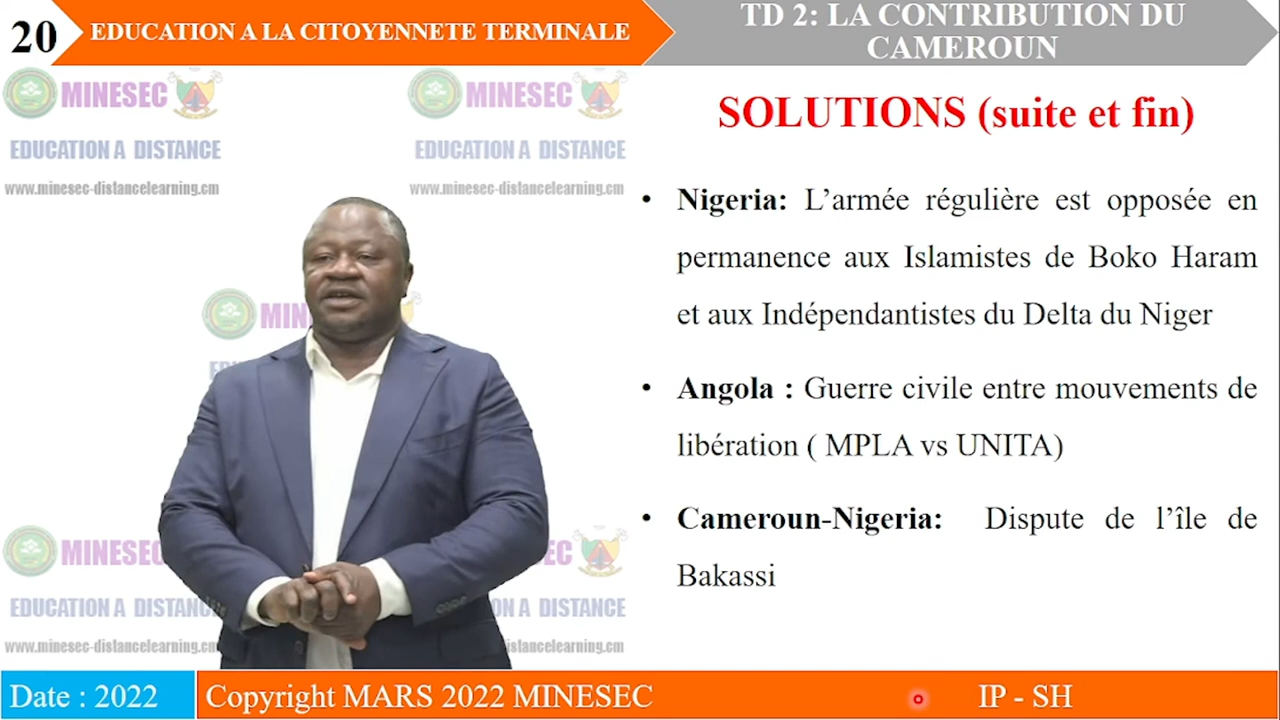 20
EDUCATION A LA CITOYENNETE TERMINALE
TD 2: LA CONTRIBUTION DU
CAMEROUN
MINESEC
MINESEC
EDUCATION A DISTANCE
EDUCATION A DISTANCE
www.minesec-distancelearning.cm
www.minesec-distancelearning.cm
SOLUTIONS (suite et fin)
• Nigeria: L’armée régulière est opposée en
permanence aux Islamistes de Boko Haram
et aux Indépendantistes du Delta du Niger
• Angola : Guerre civile entre mouvements de
libération ( MPLA vs UNITA)
• Cameroun-Nigeria: Dispute de l’île de
Bakassi
MINESEC
EDUCATION A DISTANCE
www.minesec-distancelearning.cm
Date : 2022
Copyright MARS 2022 MINESEC
IP - SH